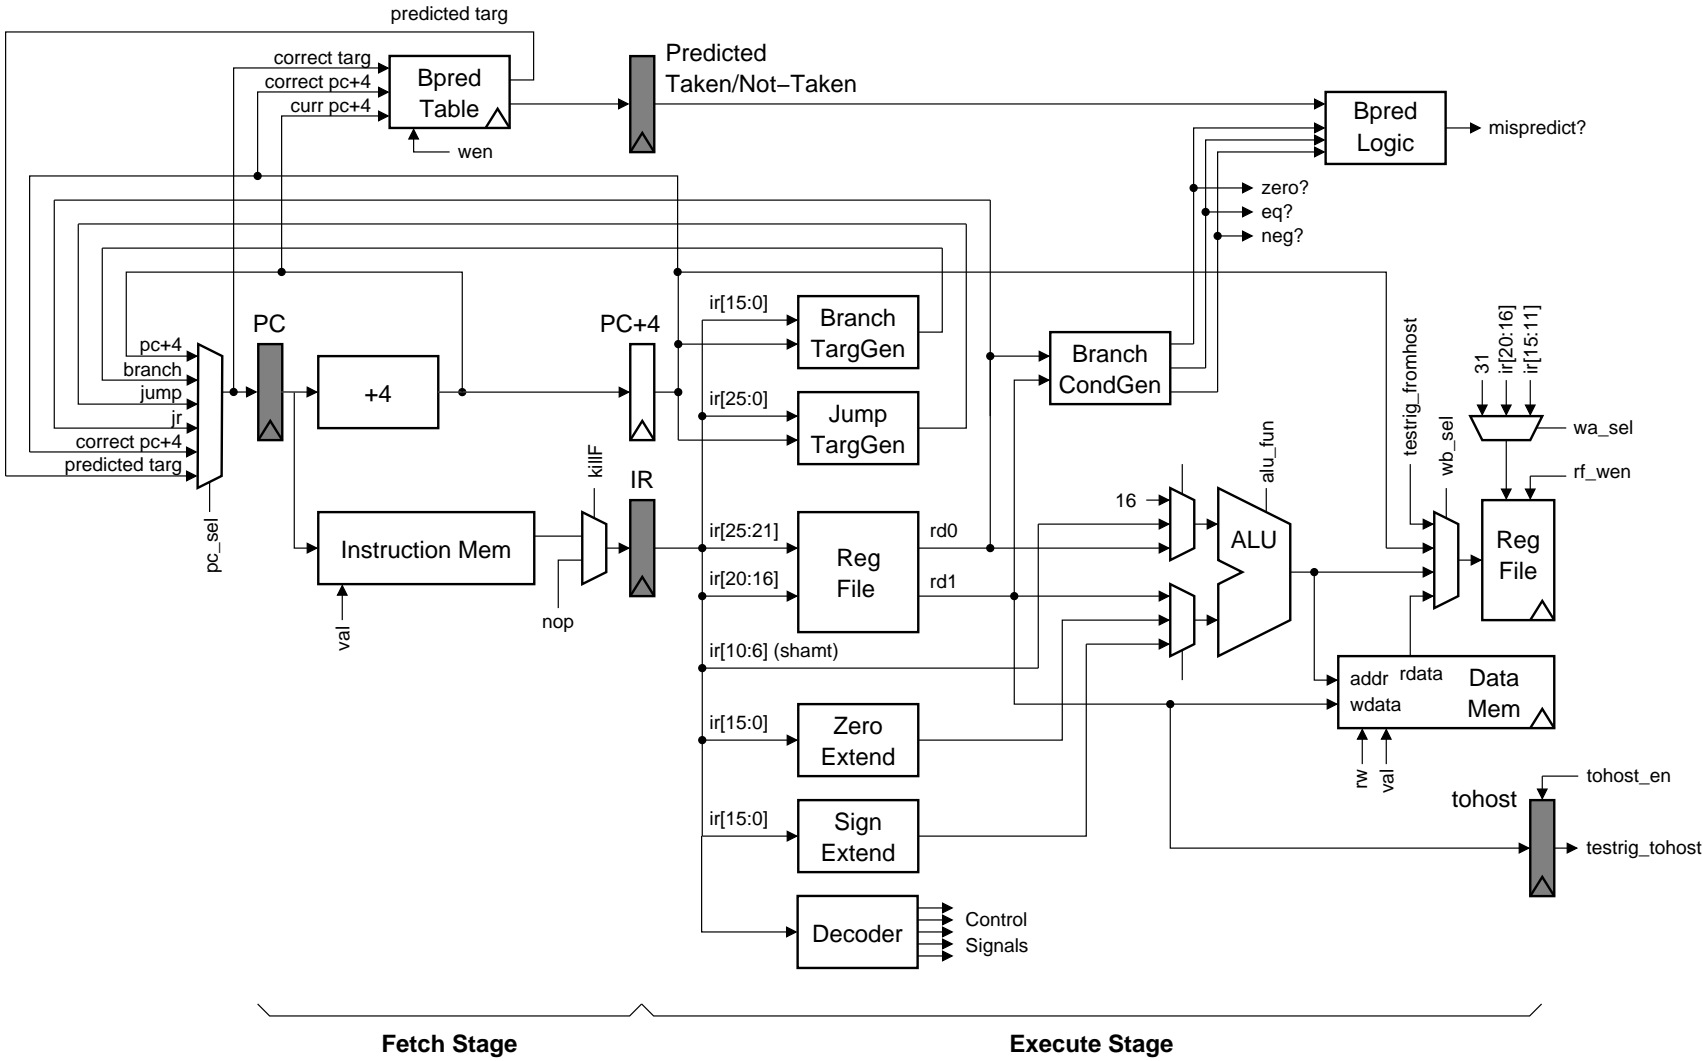 predicted targ
correct targ
correct pc+4
curr pc+4
Bpred
Table
wen
Predicted
Taken/Not−Taken
Bpred
Logic
mispredict?
zero?
eq?
neg?
PC
PC+4
pc+4
branch
jump
jr
correct pc+4
predicted targ
pc_sel
+4
ir[15:0]
Branch
TargGen
ir[25:0]
Jump
TargGen
Branch
CondGen
testrig_fromhost
wb_sel
31
ir[20:16]
ir[15:11]
wa_sel
rf_wen
killF
IR
Instruction Mem
val
nop
ir[25:21]
ir[20:16]
Reg
File
rd0
rd1
16
alu_fun
ALU
Reg
File
ir[10:6] (shamt)
addr
rdata
wdata
Data
Mem
rw
val
ir[15:0]
Zero
Extend
ir[15:0]
Sign
Extend
tohost
tohost_en
testrig_tohost
Decoder
Control
Signals
Fetch Stage
Execute Stage